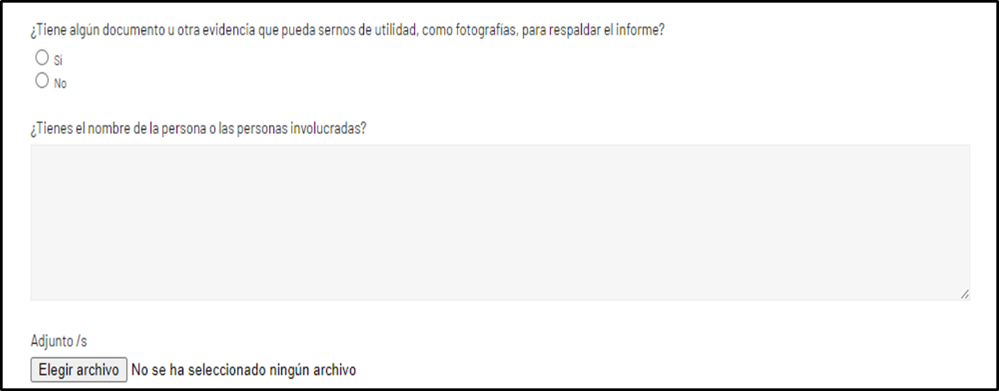 ¿Tiene algún documento u otra evidencia que pueda sernos de utilidad, como fotografías, para respaldar el informe?
Sí
No
¿Tienes el nombre de la persona o las personas involucradas?
Adjunto /s
Elegir archivo No se ha seleccionado ningún archivo